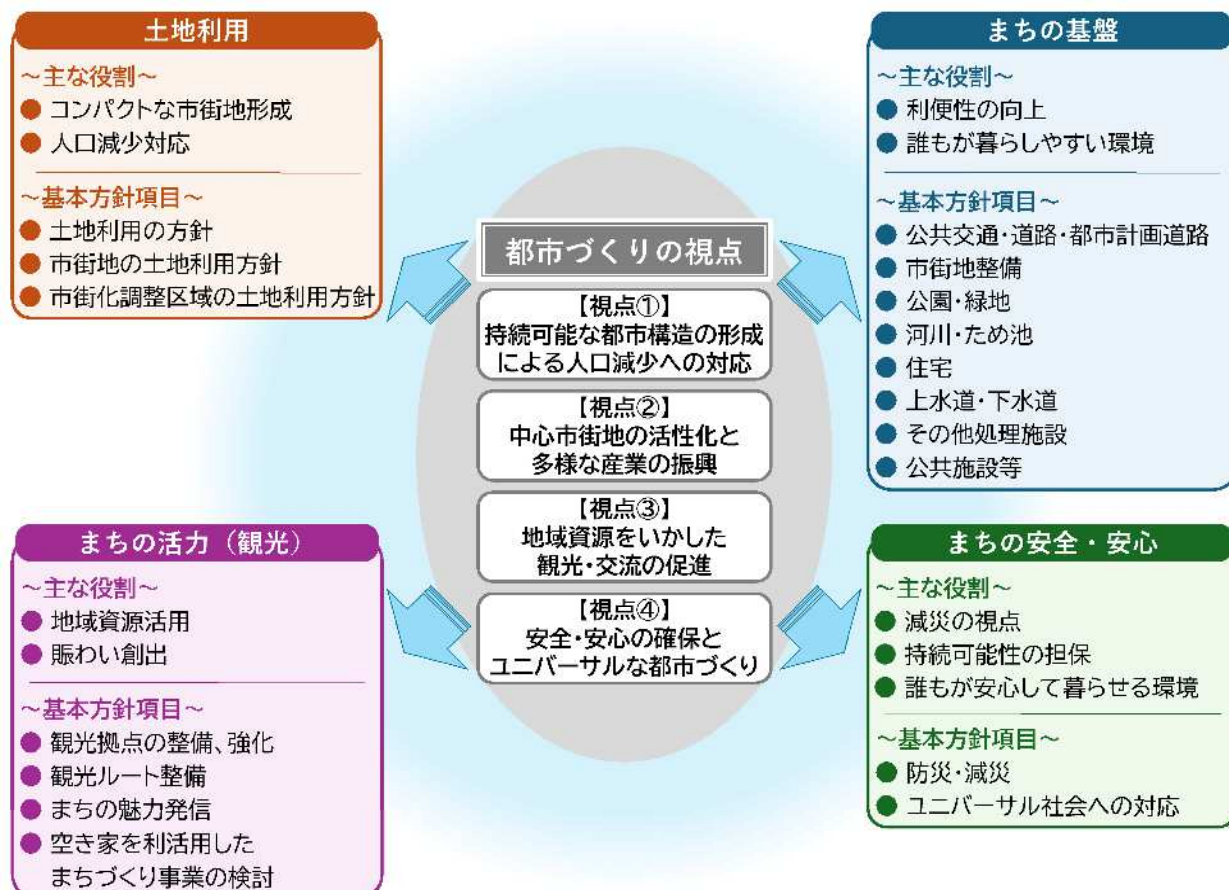 土地利用
~主な役割~
● コンパクトな市街地形成
● 人口減少対応
~基本方針項目~
● 土地利用の方針
● 市街地の土地利用方針
● 市街化調整区域の土地利用方針
まちの基盤
~主な役割~
● 利便性の向上
● 誰もが暮らしやすい環境
~基本方針項目~
● 公共交通・道路・都市計画道路
● 市街地整備
● 公園・緑地
● 河川・ため池
● 住宅
● 上水道・下水道
● その他処理施設
● 公共施設等
都市づくりの視点
【視点①】
持続可能な都市構造の形成
による人口減少への対応
【視点②】
中心市街地の活性化と
多様な産業の振興
【視点③】
地域資源をいかした
観光・交流の促進
【視点④】
安全・安心の確保と
ユニバーサルな都市づくり
まちの活力（観光）
~主な役割~
● 地域資源活用
● 賑わい創出
~基本方針項目~
● 観光拠点の整備、強化
● 観光ルート整備
● まちの魅力発信
● 空き家を利活用した
まちづくり事業の検討
まちの安全・安心
~主な役割~
● 減災の視点
● 持続可能性の担保
● 誰もが安心して暮らせる環境
~基本方針項目~
● 防災・減災
● ユニバーサル社会への対応